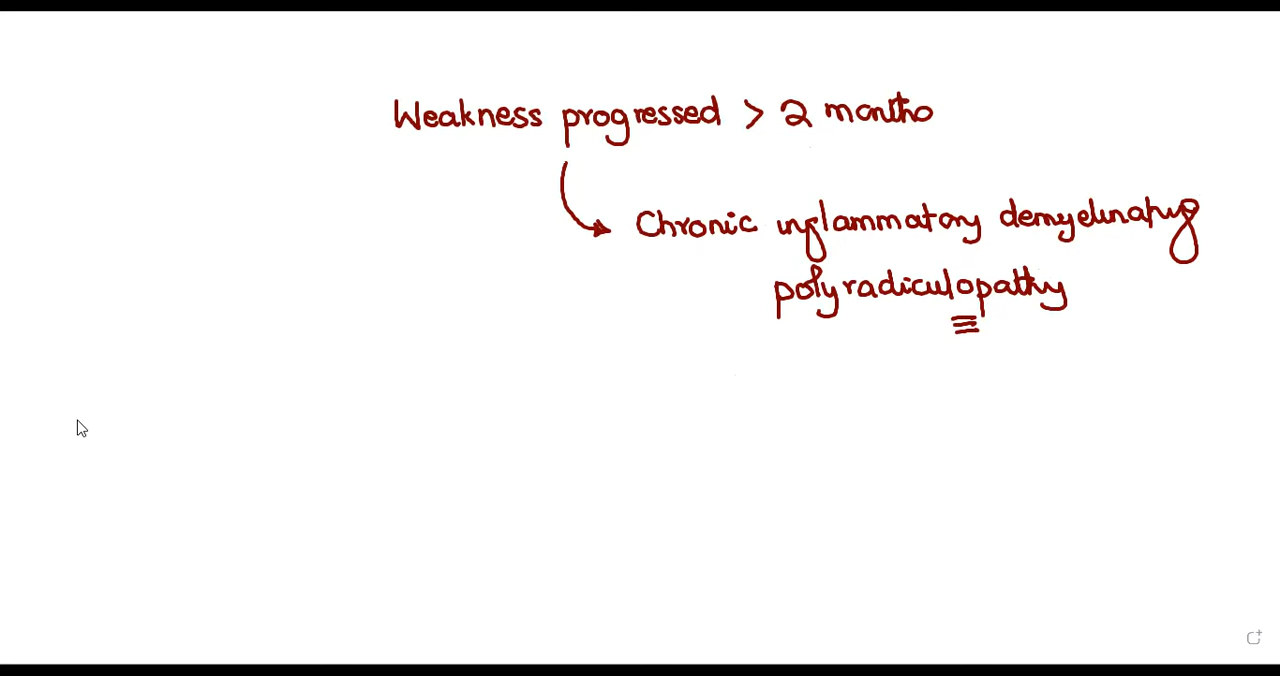 Weakness progressed > 2 months
Chronic inflammatory demyelinating
polyradiculopathy